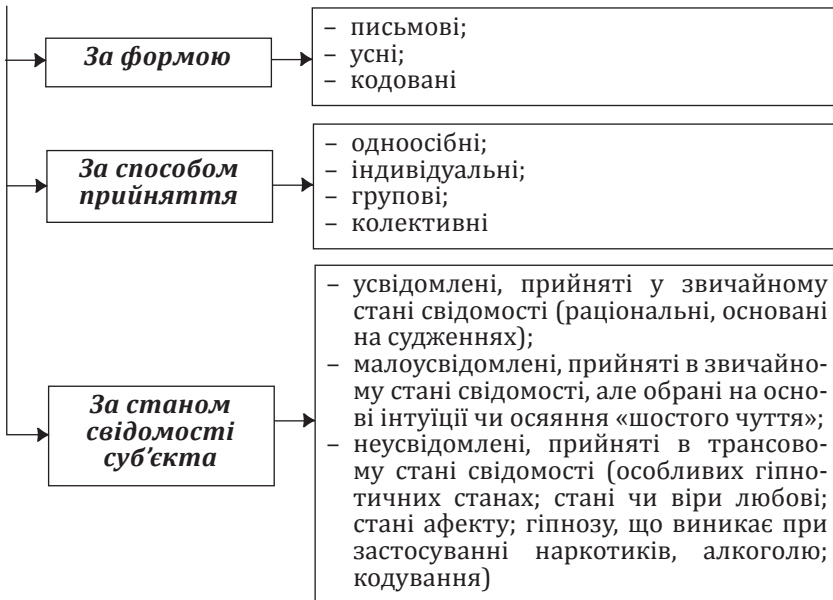 За формою
– письмові;
– усні;
– кодовані
За способом
прийняття
– одноосібні;
– індивідуальні;
– групові;
– колективні
За станом
свідомості
суб’єкта
– усвідомлені, прийняті у звичайному
стані свідомості (раціональні, основані
на судженнях);
– малоусвідомлені, прийняті в звичайно-
му стані свідомості, але обрані на осно-
ві інтуїції чи осяяння «шостого чуття»;
– неусвідомлені, прийняті в трансово-
му стані свідомості (особливих гіпно-
тичних станах; стані чи віри любові;
стані афекту; гіпнозу, що виникає при
застосуванні наркотиків, алкоголю;
кодування)